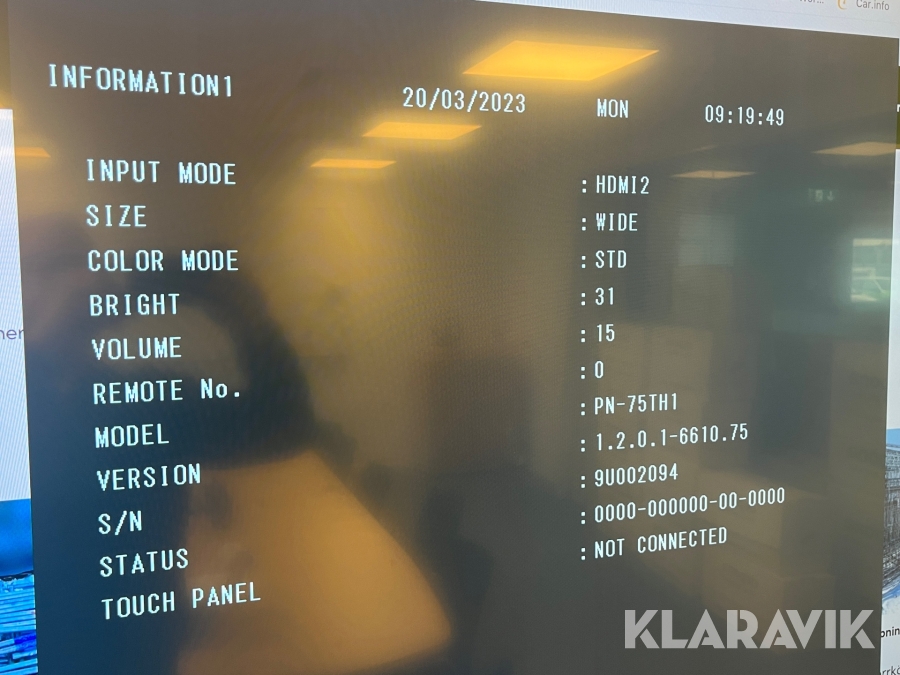 Car.info
INFORMATION1 20/03/2023 MON 09:19:49
INPUT MODE : HDMI2
SIZE : WIDE
COLOR MODE : STD
BRIGHT : 31
VOLUME : 15
REMOTE No. : 0
MODEL : PN-75TH1
VERSION : 1.2.0.1-6610.75
S/N : 9U002094
STATUS : 0000-000000-00-0000
TOUCH PANEL : NOT CONNECTED
KLARAVIK